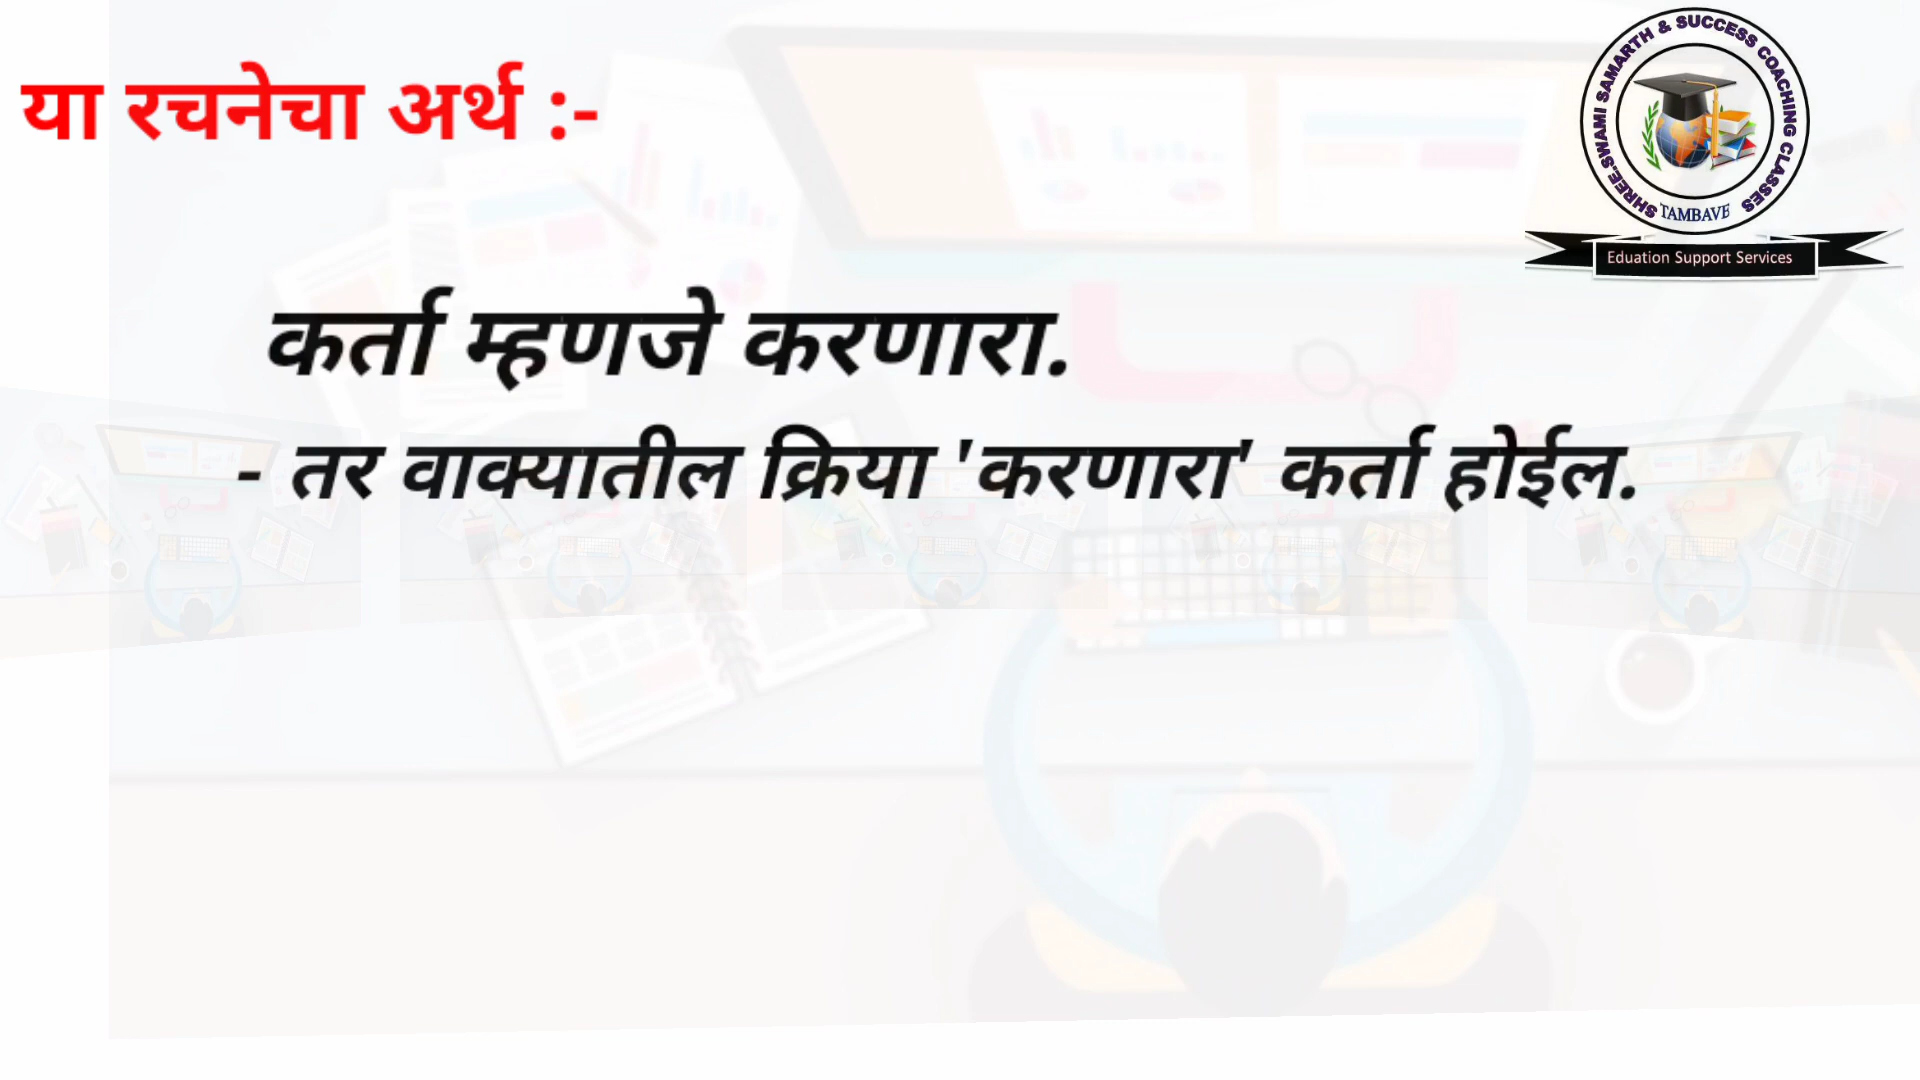 या रचनेचा अर्थ :-
SHREE.SWAMI SAMARTH & SUCCESS COACHING CLASSES
TAMBAVE
Eduation Support Services
कर्ता म्हणजे करणारा.
- तर वाक्यातील क्रिया 'करणारा' कर्ता होईल.